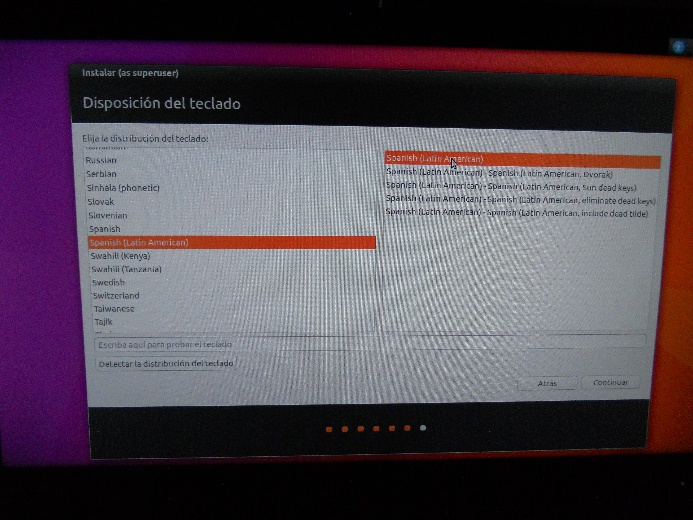 Instalar (as superuser)
Disposición del teclado
Elija la distribución del teclado:
Russian
Serbian
Sinhala (phonetic)
Slovak
Slovenian
Spanish
Spanish (Latin American)
Swahili (Kenya)
Swahili (Tanzania)
Swedish
Switzerland
Taiwanese
Tajik
Spanish (Latin American)
Spanish (Latin American) - Spanish (Latin American, Dvorak)
Spanish (Latin American) - Spanish (Latin American, Sun dead keys)
Spanish (Latin American) - Spanish (Latin American, eliminate dead keys)
Spanish (Latin American) - Spanish (Latin American, include dead tilde)
Escriba aquí para probar el teclado
Detectar la distribución del teclado
Atrás
Continuar